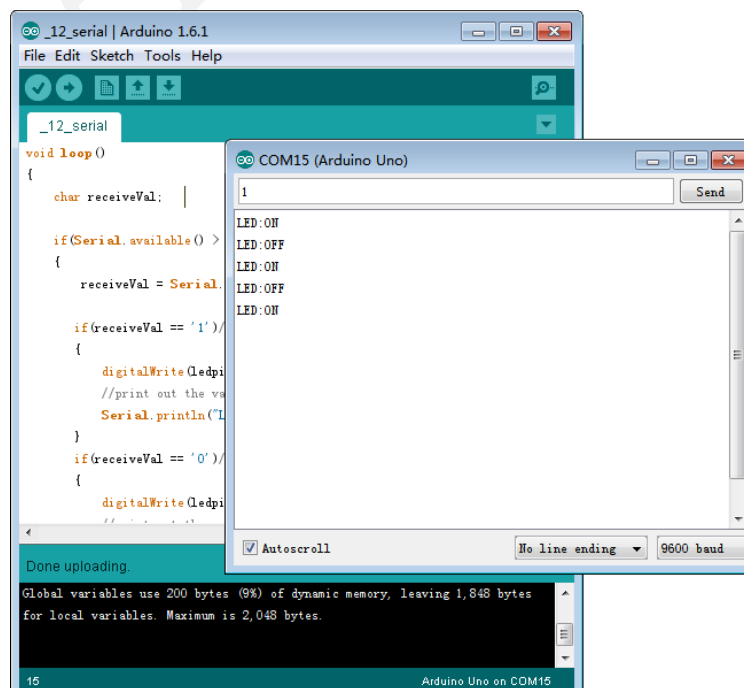 _12_serial | Arduino 1.6.1
File Edit Sketch Tools Help
_12_serial
void loop()
{
char receiveVal;
if(Serial.available() >
{
receiveVal = Serial.
if(receiveVal == '1')/
{
digitalWrite(ledpi
//print out the va
Serial.println("L
}
if(receiveVal == '0')/
{
digitalWrite(ledpi
COM15 (Arduino Uno)
1
Send
LED:ON
LED:OFF
LED:ON
LED:OFF
LED:ON
Autoscroll
No line ending
9600 baud
Done uploading.
Global variables use 200 bytes (9%) of dynamic memory, leaving 1,848 bytes
for local variables. Maximum is 2,048 bytes.
15
Arduino Uno on COM15